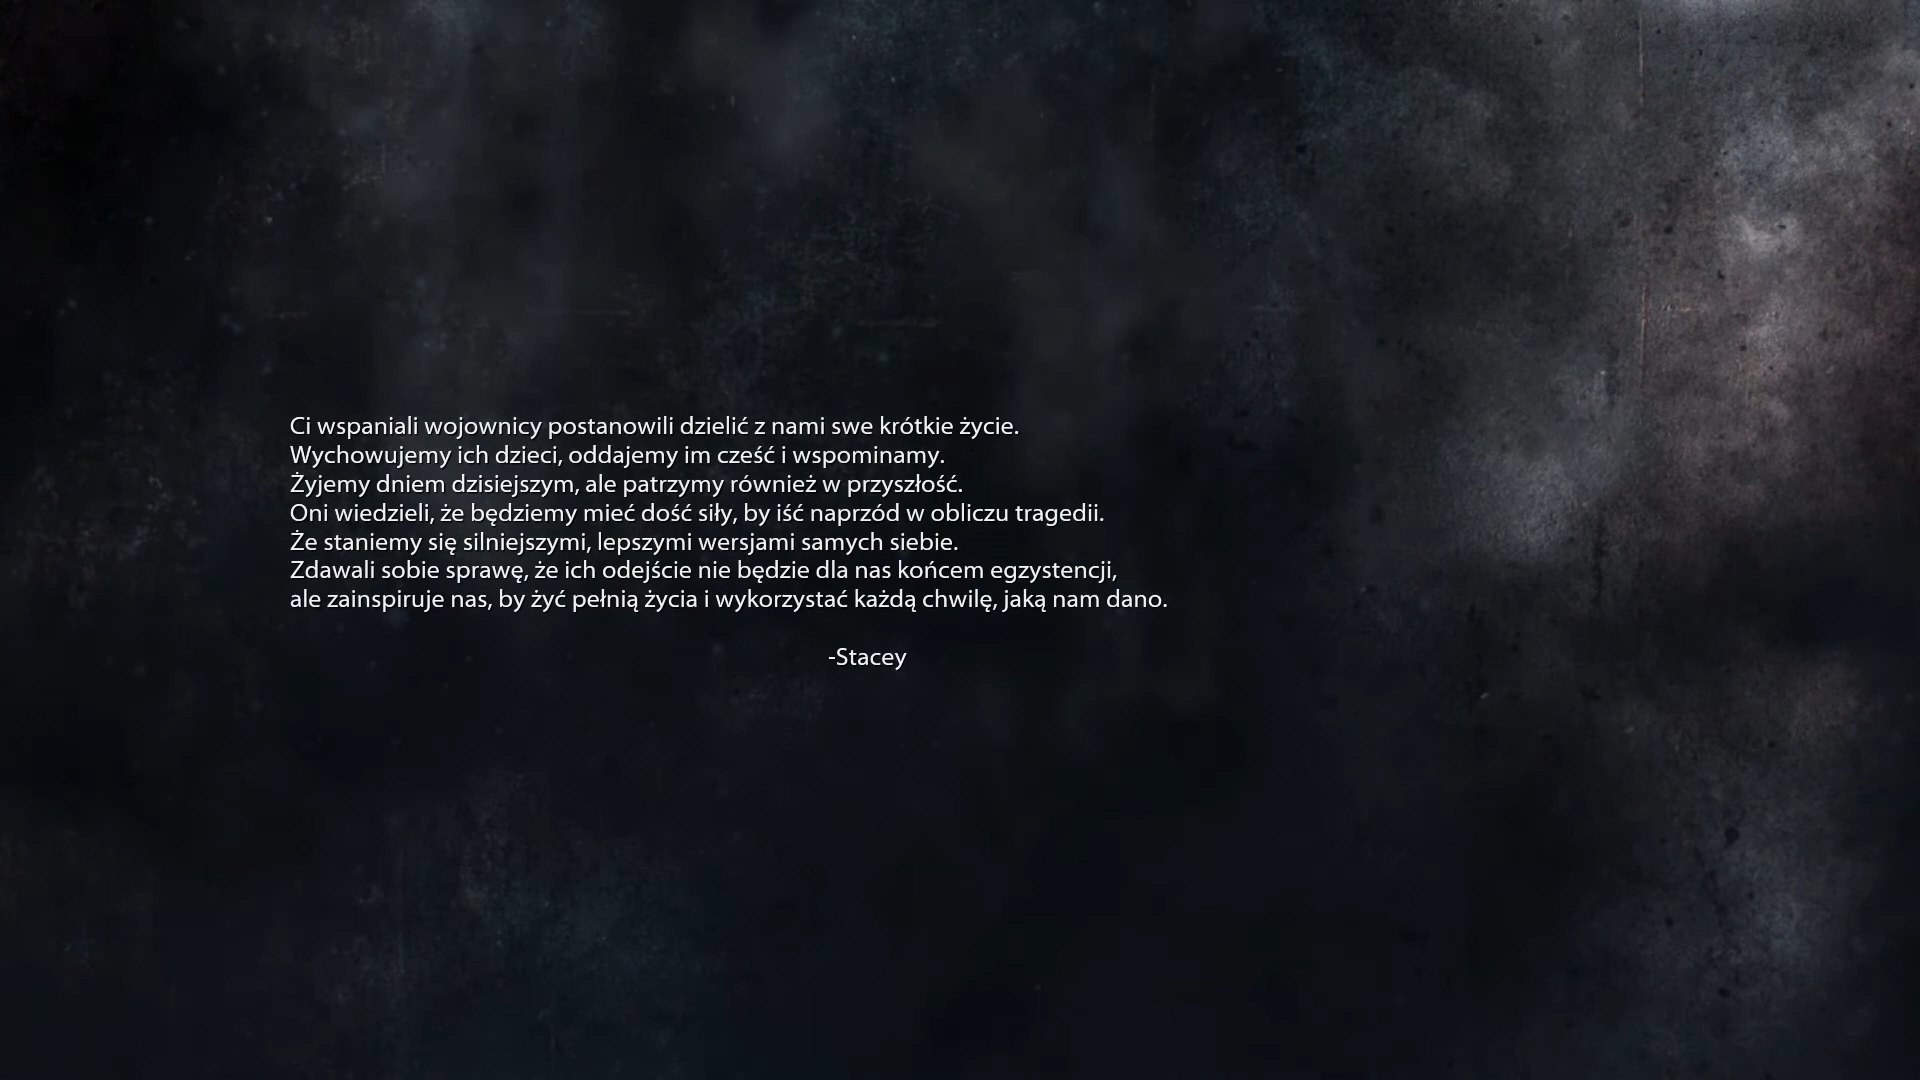 Ci wspaniali wojownicy postanowili dzielić z nami swe krótkie życie.
Wychowujemy ich dzieci, oddajemy im cześć i wspominamy.
Żyjemy dniem dzisiejszym, ale patrzymy również w przyszłość.
Oni wiedzieli, że będziemy mieć dość siły, by iść naprzód w obliczu tragedii.
Że staniemy się silniejszymi, lepszymi wersjami samych siebie.
Zdawali sobie sprawę, że ich odejście nie będzie dla nas końcem egzystencji,
ale zainspiruje nas, by żyć pełnią życia i wykorzystać każdą chwilę, jaką nam dano.
-Stacey